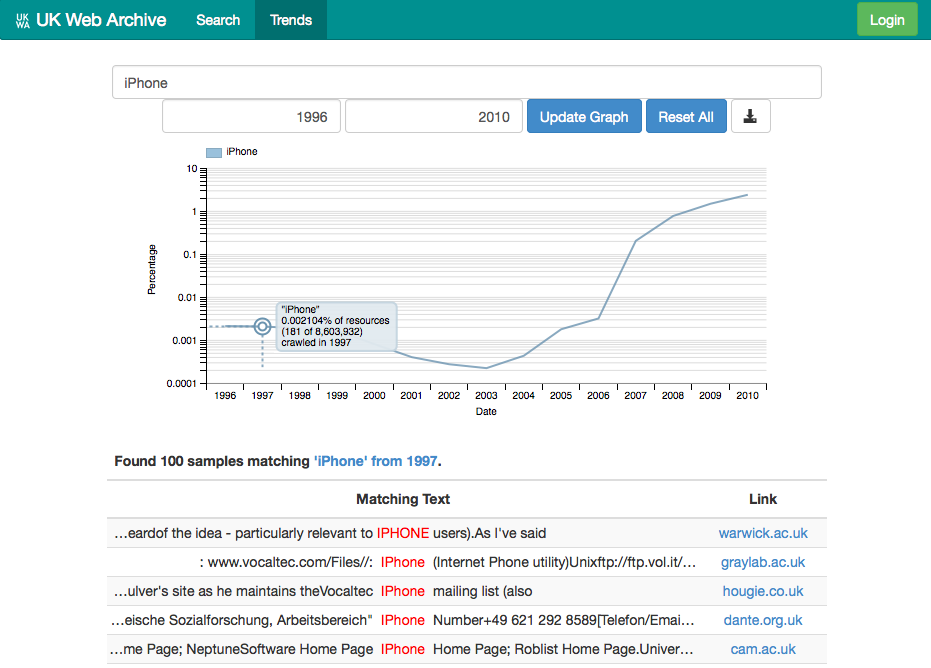 UK WA UK Web Archive Search Trends Login
iPhone
1996 2010 Update Graph Reset All
iPhone
10
1
0.1
0.01
0.001
0.0001
Percentage
"iPhone"
0.002104% of resources
(181 of 8,603,932)
crawled in 1997
1996 1997 1998 1999 2000 2001 2002 2003 2004 2005 2006 2007 2008 2009 2010
Date
Found 100 samples matching 'iPhone' from 1997.
Matching Text Link
…eardof the idea - particularly relevant to IPHONE users).As I've said warwick.ac.uk
: www.vocaltec.com/Files//: IPhone (Internet Phone utility)Unixftp://ftp.vol.it/… graylab.ac.uk
…ulver's site as he maintains theVocaltec IPhone mailing list (also hougie.co.uk
…eische Sozialforschung, Arbeitsbereich" IPhone Number+49 621 292 8589[Telefon/Emai… dante.org.uk
…me Page; NeptuneSoftware Home Page IPhone Home Page; Roblist Home Page.Univer… cam.ac.uk